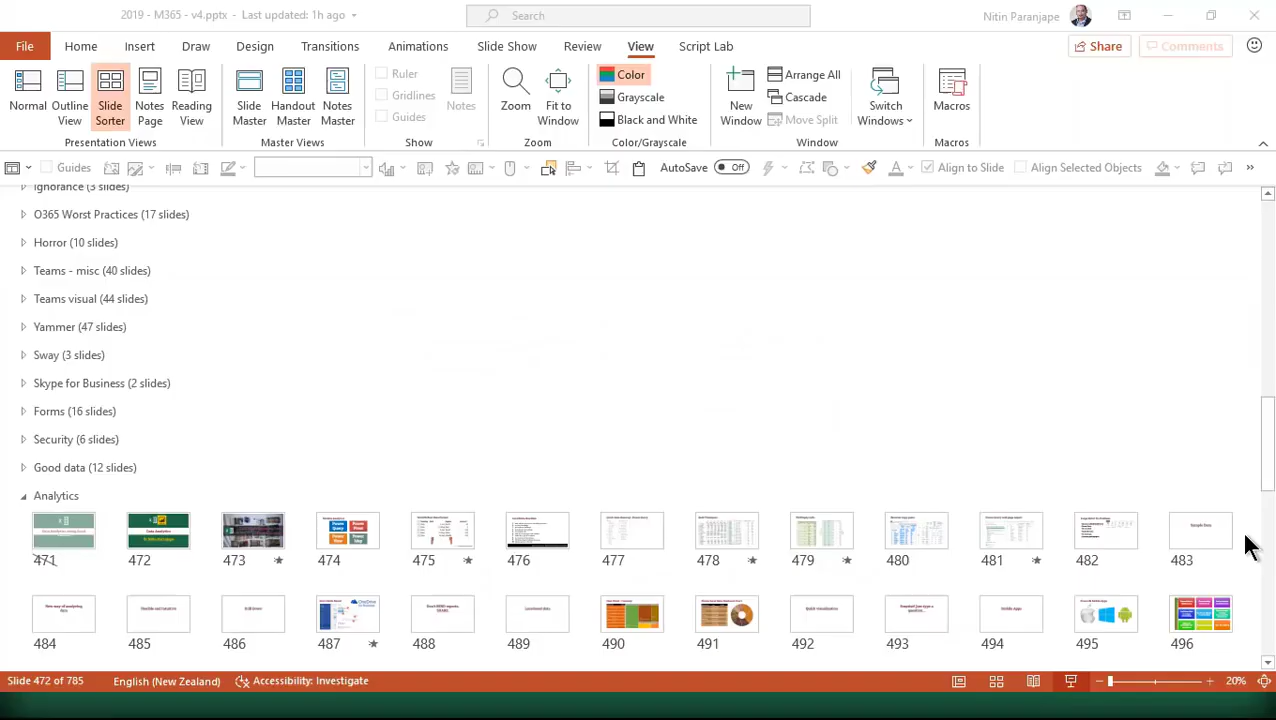 2019 - M365 - v4.pptx - Last updated: 1h ago
Search
Nitin Paranjape
File Home Insert Draw Design Transitions Animations Slide Show Review View Script Lab
Share Comments
Normal
Outline View
Slide Sorter
Notes Page
Reading View
Presentation Views
Slide Master
Handout Master
Notes Master
Master Views
Ruler
Gridlines
Guides
Notes
Show
Zoom
Fit to Window
Zoom
Color
Grayscale
Black and White
Color/Grayscale
New Window
Arrange All
Cascade
Move Split
Switch Windows
Window
Macros
Macros
Guides
AutoSave Off
Align to Slide
Align Selected Objects
Ignorance (3 slides)
O365 Worst Practices (17 slides)
Horror (10 slides)
Teams - misc (40 slides)
Teams visual (44 slides)
Yammer (47 slides)
Sway (3 slides)
Skype for Business (2 slides)
Forms (16 slides)
Security (6 slides)
Good data (12 slides)
Analytics
471 472 473 474 475 476 477 478 479 480 481 482 483
484 485 486 487 488 489 490 491 492 493 494 495 496
Slide 472 of 785
English (New Zealand)
Accessibility: Investigate
20%